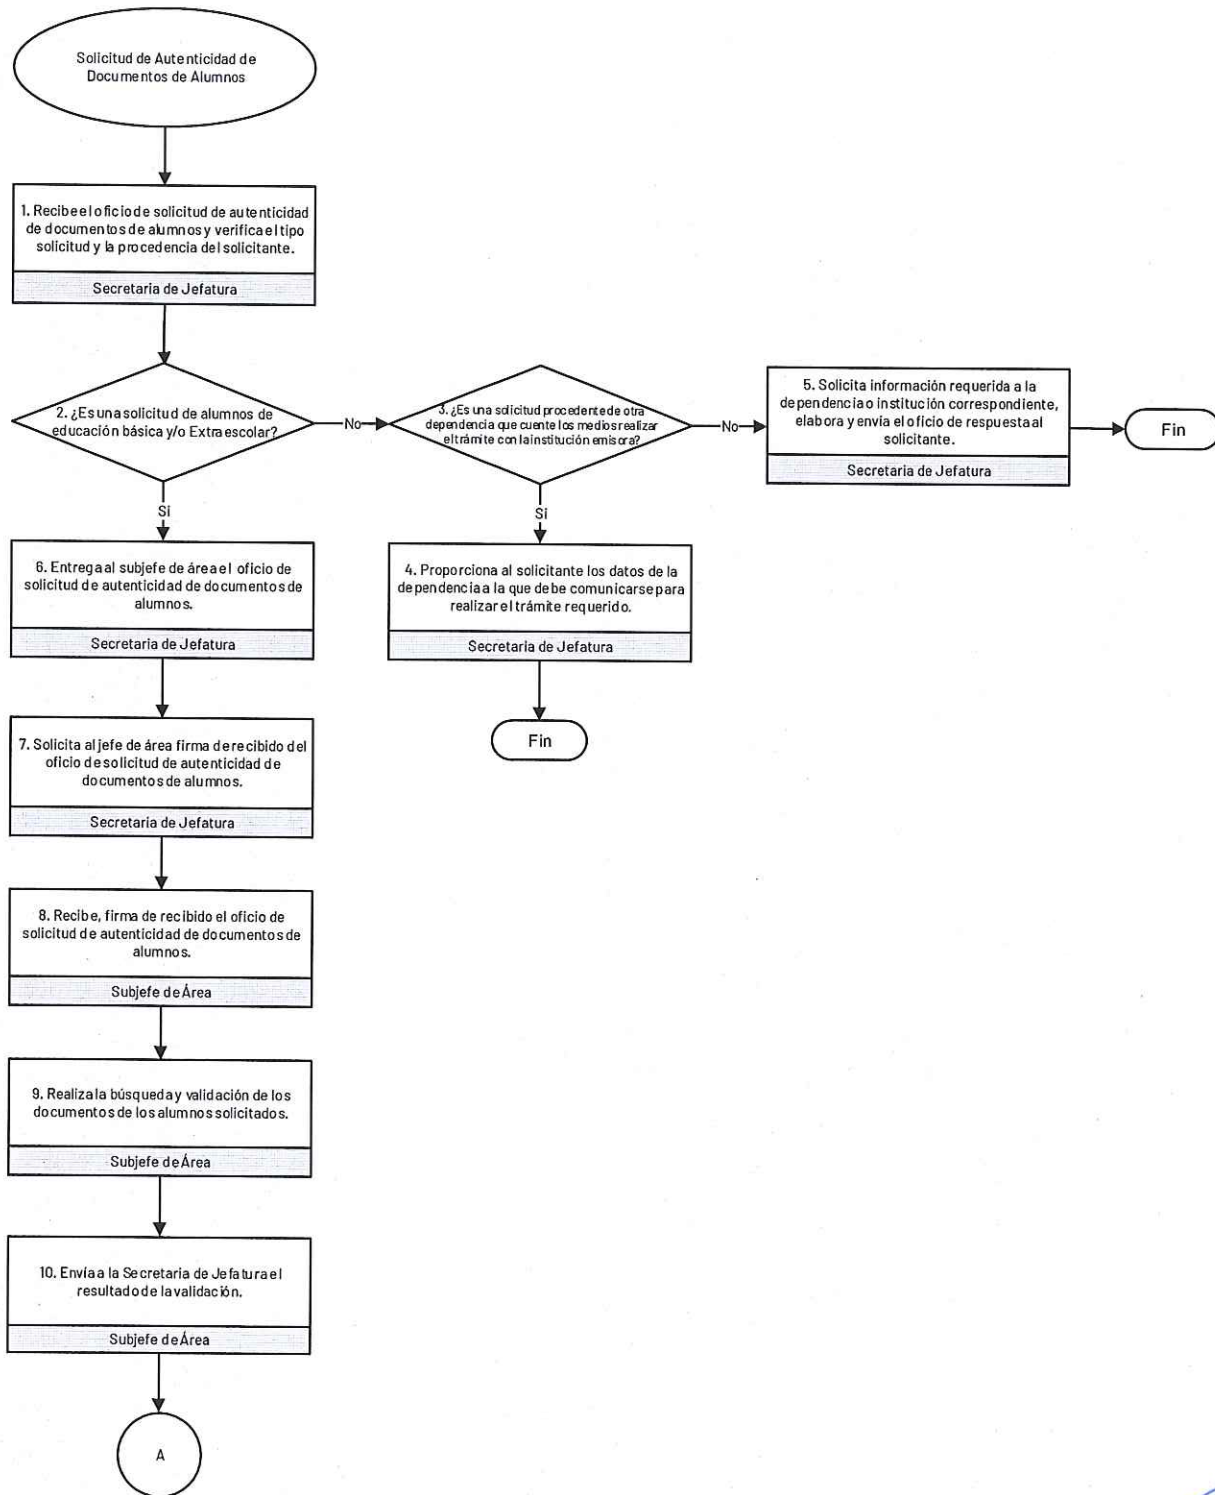 Solicitud de Autenticidad de
Documentos de Alumnos
1. Recibe el oficio de solicitud de autenticidad
de documentos de alumnos y verifica el tipo
solicitud y la procedencia del solicitante.
Secretaria de Jefatura
2. ¿Es una solicitud de alumnos de
educación básica y/o Extraescolar?
No
3. ¿Es una solicitud procedente de otra
dependencia que cuente los medios realizar
el trámite con la institución emisora?
No
5. Solicita información requerida a la
dependencia o institución correspondiente,
elabora y envía el oficio de respuesta al
solicitante.
Secretaria de Jefatura
Fin
Si
Si
6. Entrega al subjefe de área el oficio de
solicitud de autenticidad de documentos de
alumnos.
Secretaria de Jefatura
4. Proporciona al solicitante los datos de la
dependencia a la que debe comunicarse para
realizar el trámite requerido.
Secretaria de Jefatura
Fin
7. Solicita al jefe de área firma de recibido del
oficio de solicitud de autenticidad de
documentos de alumnos.
Secretaria de Jefatura
8. Recibe, firma de recibido el oficio de
solicitud de autenticidad de documentos de
alumnos.
Subjefe de Área
9. Realiza la búsqueda y validación de los
documentos de los alumnos solicitados.
Subjefe de Área
10. Envía a la Secretaria de Jefatura el
resultado de la validación.
Subjefe de Área
A